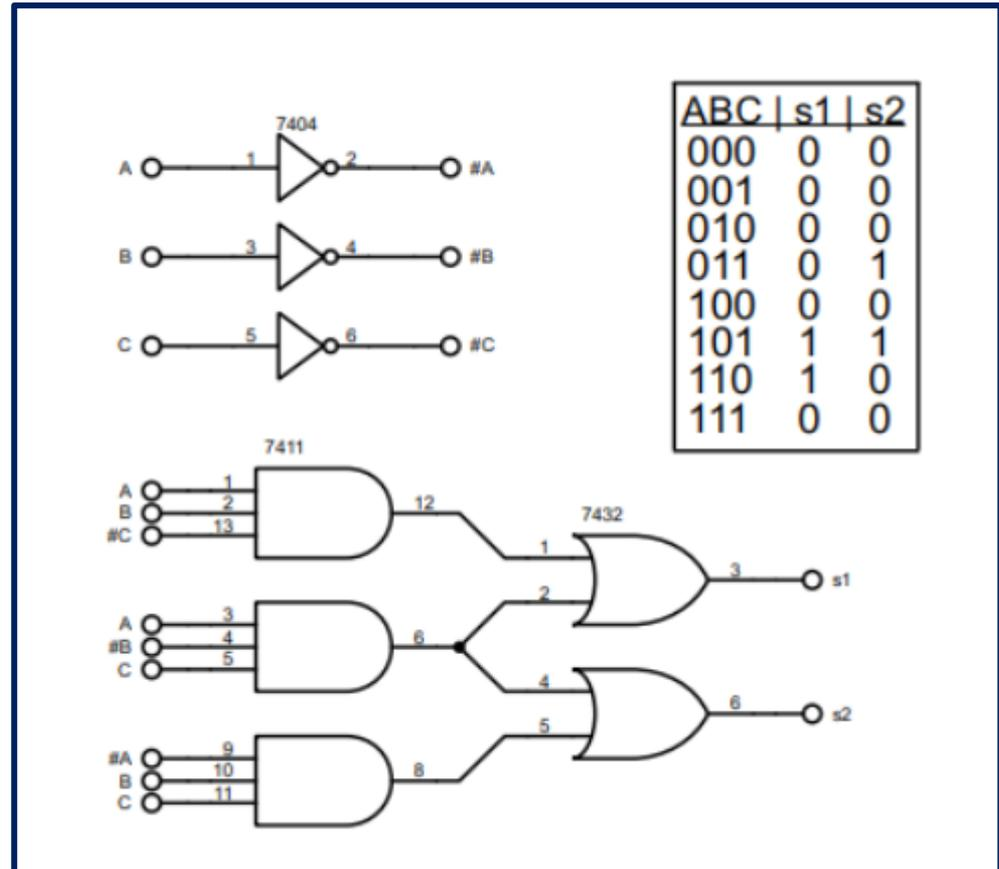 7404
A 1 2 #A
B 3 4 #B
C 5 6 #C
ABC | s1 | s2
000 0 0
001 0 0
010 0 0
011 0 1
100 0 0
101 1 1
110 1 0
111 0 0
7411
A 1
B 2 12
#C 13
7432
1
2 3 s1
A 3
#B 4 6
C 5
4
5 6 s2
#A 9
B 10 8
C 11